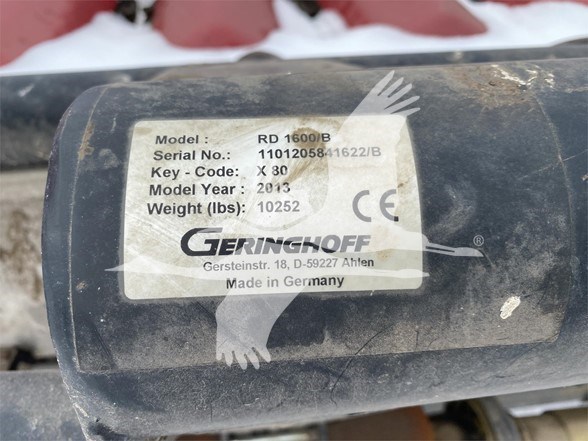 Model : RD 1600/B
Serial No.: 1101205841622/B
Key - Code: X 80
Model Year : 2013
Weight (lbs): 10252
CE
GERINGHOFF
®
Gersteinstr. 18, D-59227 Ahlen
Made in Germany